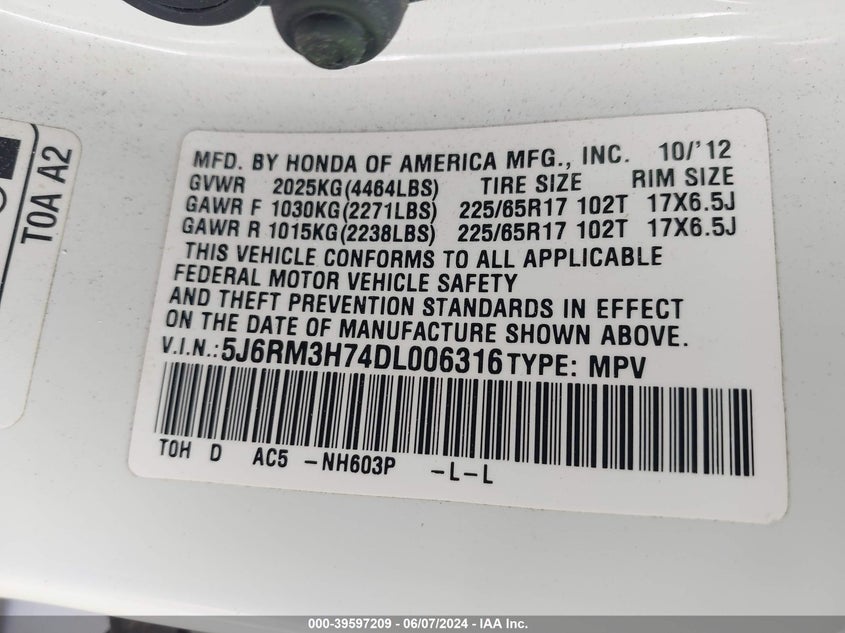 MFD. BY HONDA OF AMERICA MFG., INC. 10/'12
GVWR 2025KG(4464LBS) TIRE SIZE RIM SIZE
GAWR F 1030KG(2271LBS) 225/65R17 102T 17X6.5J
GAWR R 1015KG(2238LBS) 225/65R17 102T 17X6.5J
THIS VEHICLE CONFORMS TO ALL APPLICABLE
FEDERAL MOTOR VEHICLE SAFETY
AND THEFT PREVENTION STANDARDS IN EFFECT
ON THE DATE OF MANUFACTURE SHOWN ABOVE.
V.I.N.:5J6RM3H74DL006316 TYPE: MPV
T0H D AC5 -NH603P -L-L
T0A A2
000-39597209 - 06/07/2024 - IAA Inc.